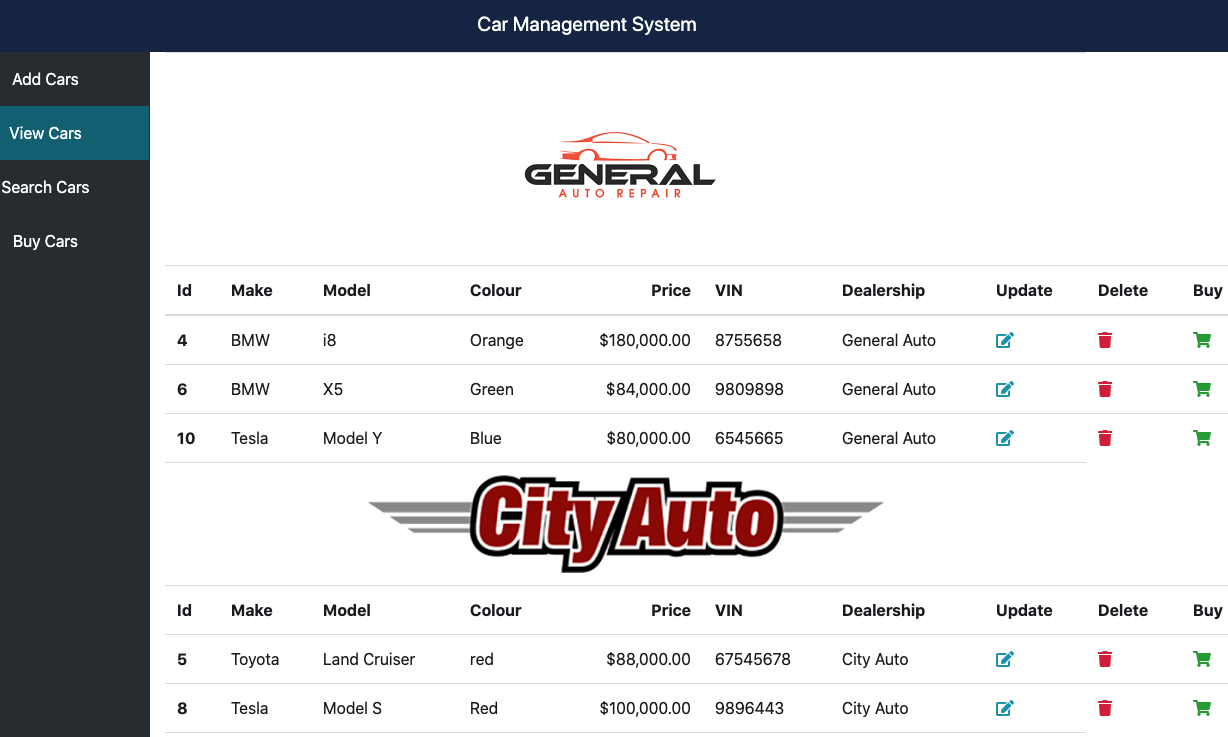 Car Management System
Add Cars
View Cars
Search Cars
Buy Cars
GENERAL
AUTO REPAIR
Id Make Model Colour Price VIN Dealership Update Delete Buy
4 BMW i8 Orange $180,000.00 8755658 General Auto
6 BMW X5 Green $84,000.00 9809898 General Auto
10 Tesla Model Y Blue $80,000.00 6545665 General Auto
City Auto
Id Make Model Colour Price VIN Dealership Update Delete Buy
5 Toyota Land Cruiser red $88,000.00 67545678 City Auto
8 Tesla Model S Red $100,000.00 9896443 City Auto